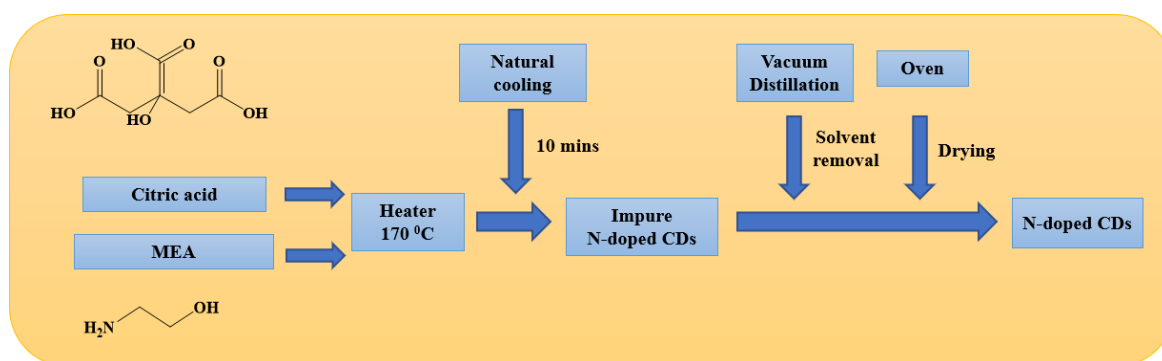 HO
O
O
O
HO
HO
OH
Citric acid
MEA
H₂N
OH
Heater
170 ⁰C
Natural
cooling
10 mins
Impure
N-doped CDs
Vacuum
Distillation
Solvent
removal
Oven
Drying
N-doped CDs